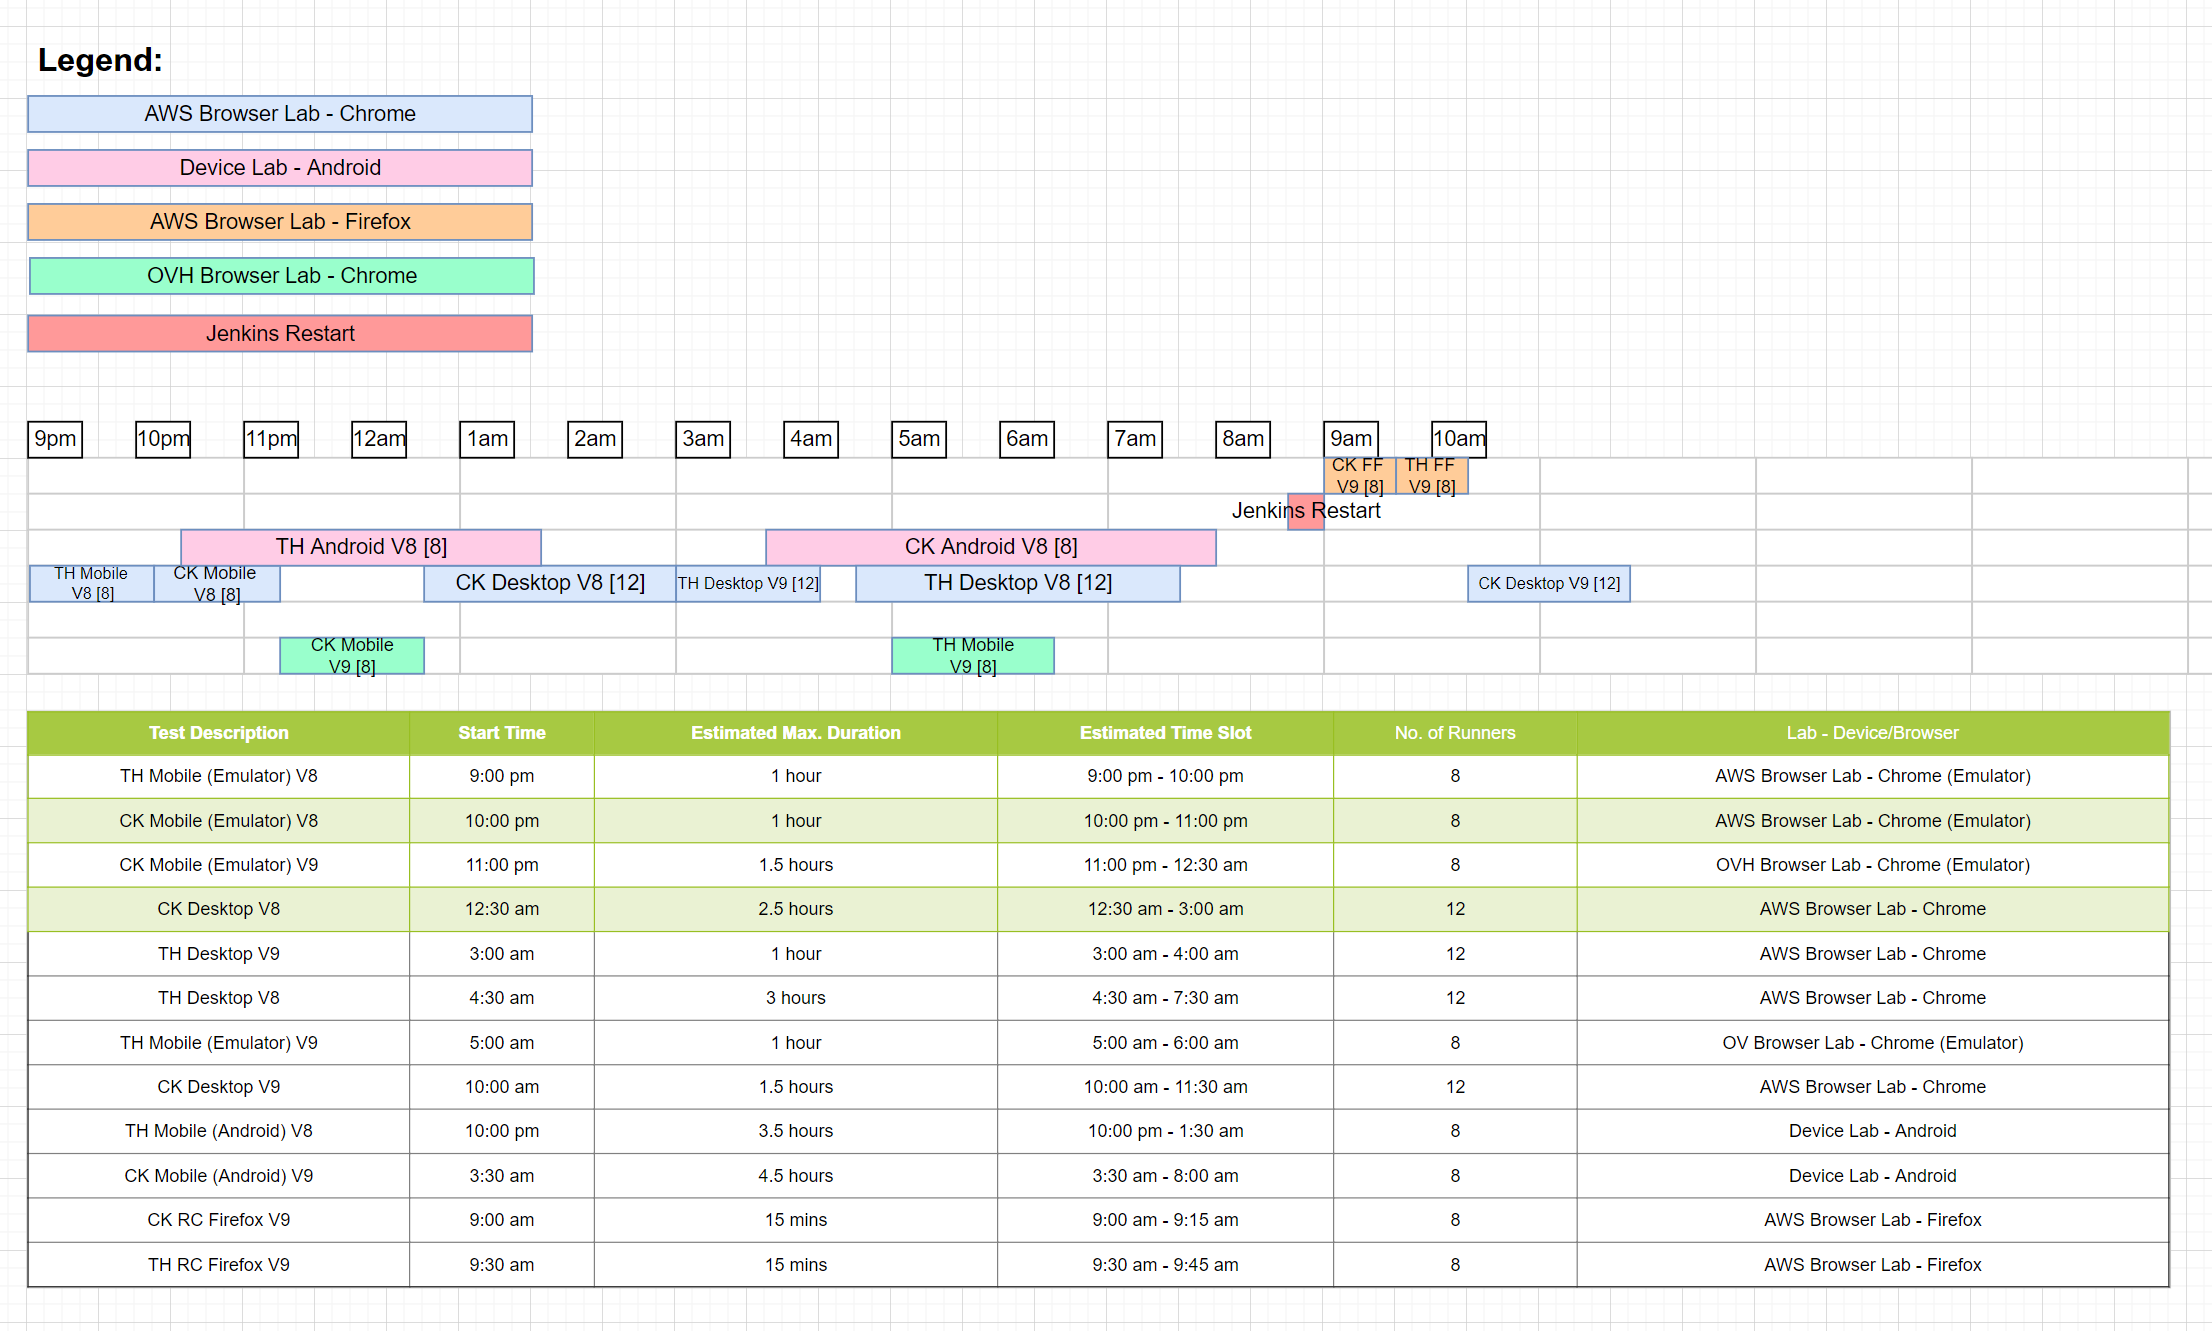 Legend:
AWS Browser Lab - Chrome
Device Lab - Android
AWS Browser Lab - Firefox
OVH Browser Lab - Chrome
Jenkins Restart
9pm 10pm 11pm 12am 1am 2am 3am 4am 5am 6am 7am 8am 9am 10am
CK FF
V9 [8]
TH FF
V9 [8]
Jenkins Restart
TH Android V8 [8]
CK Android V8 [8]
TH Mobile
V8 [8]
CK Mobile
V8 [8]
CK Desktop V8 [12]
TH Desktop V9 [12]
TH Desktop V8 [12]
CK Desktop V9 [12]
CK Mobile
V9 [8]
TH Mobile
V9 [8]
Test Description Start Time Estimated Max. Duration Estimated Time Slot No. of Runners Lab - Device/Browser
TH Mobile (Emulator) V8 9:00 pm 1 hour 9:00 pm - 10:00 pm 8 AWS Browser Lab - Chrome (Emulator)
CK Mobile (Emulator) V8 10:00 pm 1 hour 10:00 pm - 11:00 pm 8 AWS Browser Lab - Chrome (Emulator)
CK Mobile (Emulator) V9 11:00 pm 1.5 hours 11:00 pm - 12:30 am 8 OVH Browser Lab - Chrome (Emulator)
CK Desktop V8 12:30 am 2.5 hours 12:30 am - 3:00 am 12 AWS Browser Lab - Chrome
TH Desktop V9 3:00 am 1 hour 3:00 am - 4:00 am 12 AWS Browser Lab - Chrome
TH Desktop V8 4:30 am 3 hours 4:30 am - 7:30 am 12 AWS Browser Lab - Chrome
TH Mobile (Emulator) V9 5:00 am 1 hour 5:00 am - 6:00 am 8 OV Browser Lab - Chrome (Emulator)
CK Desktop V9 10:00 am 1.5 hours 10:00 am - 11:30 am 12 AWS Browser Lab - Chrome
TH Mobile (Android) V8 10:00 pm 3.5 hours 10:00 pm - 1:30 am 8 Device Lab - Android
CK Mobile (Android) V9 3:30 am 4.5 hours 3:30 am - 8:00 am 8 Device Lab - Android
CK RC Firefox V9 9:00 am 15 mins 9:00 am - 9:15 am 8 AWS Browser Lab - Firefox
TH RC Firefox V9 9:30 am 15 mins 9:30 am - 9:45 am 8 AWS Browser Lab - Firefox